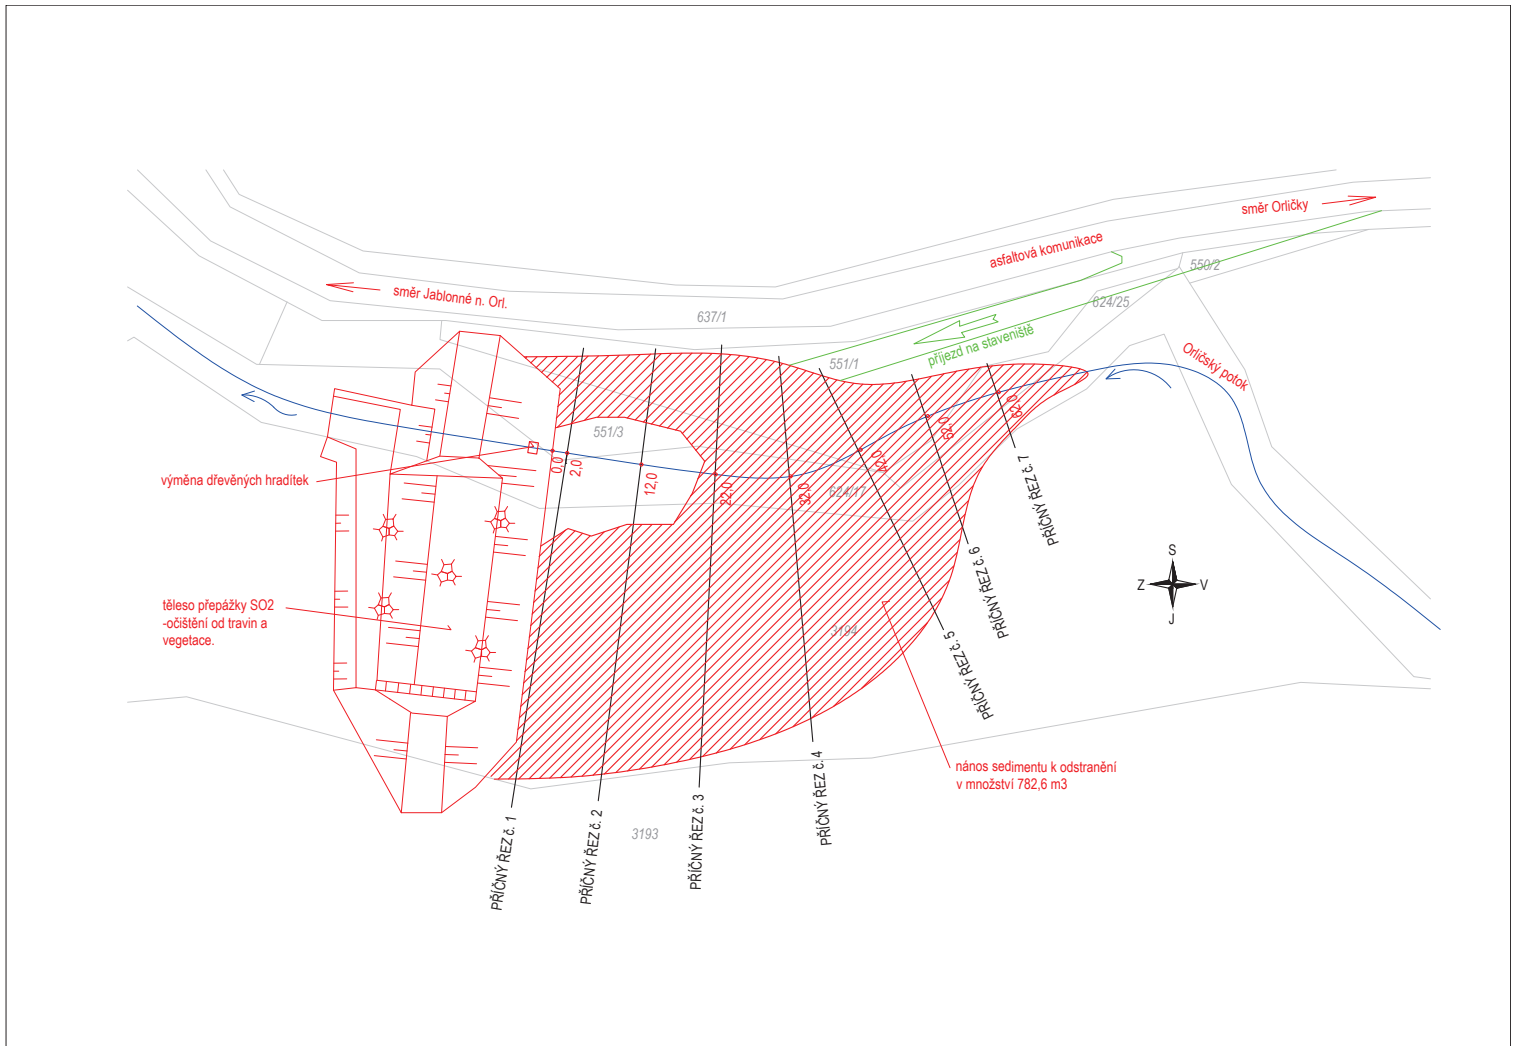 směr Orličky
asfaltová komunikace
550/2
směr Jablonné n. Orl.
624/25
637/1
příjezd na staveniště
551/1
Orličský potok
62,0
52,0
551/3
42,0
0,0
2,0
12,0
22,0
32,0
624/17
výměna dřevěných hradítek
PŘÍČNÝ ŘEZ č. 7
S
Z
V
J
těleso přepážky SO2
-očištění od travin a
vegetace.
3194
PŘÍČNÝ ŘEZ č. 6
PŘÍČNÝ ŘEZ č. 5
nános sedimentu k odstranění
v množství 782,6 m3
PŘÍČNÝ ŘEZ č. 4
PŘÍČNÝ ŘEZ č. 3
PŘÍČNÝ ŘEZ č. 2
PŘÍČNÝ ŘEZ č. 1
3193